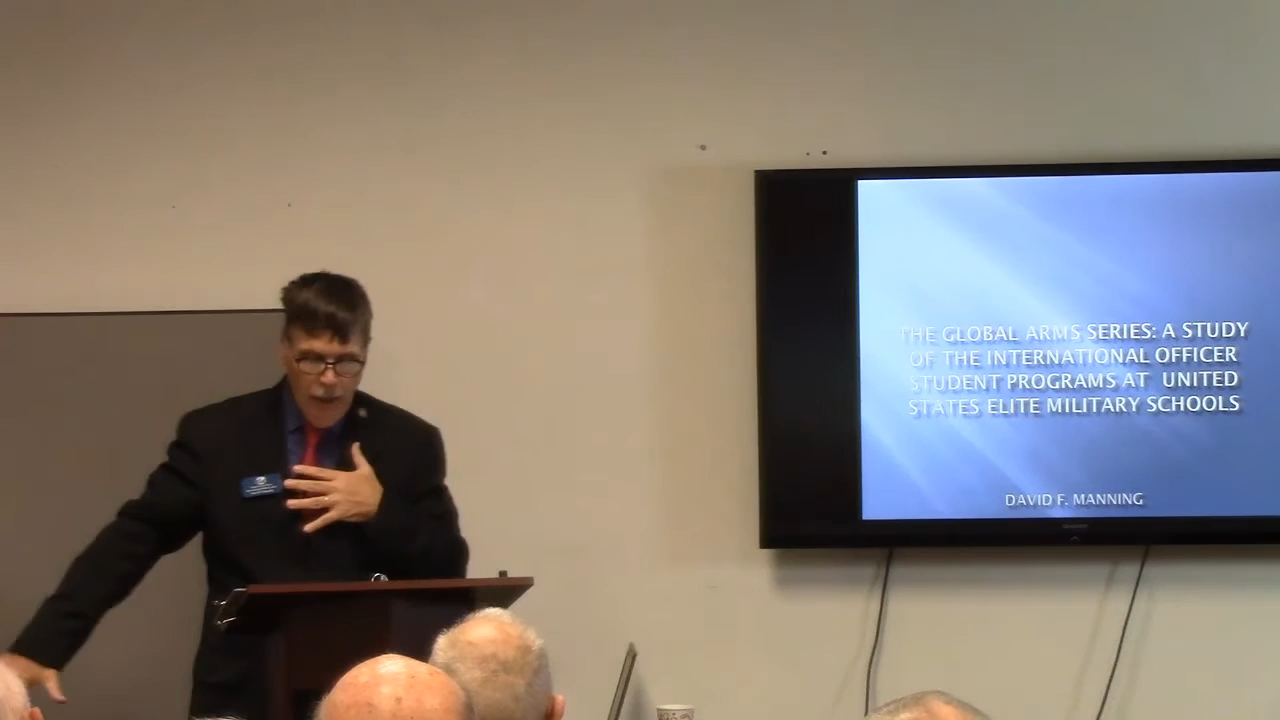 THE GLOBAL ARMS SERIES: A STUDY
OF THE INTERNATIONAL OFFICER
STUDENT PROGRAMS AT UNITED
STATES ELITE MILITARY SCHOOLS
DAVID F. MANNING